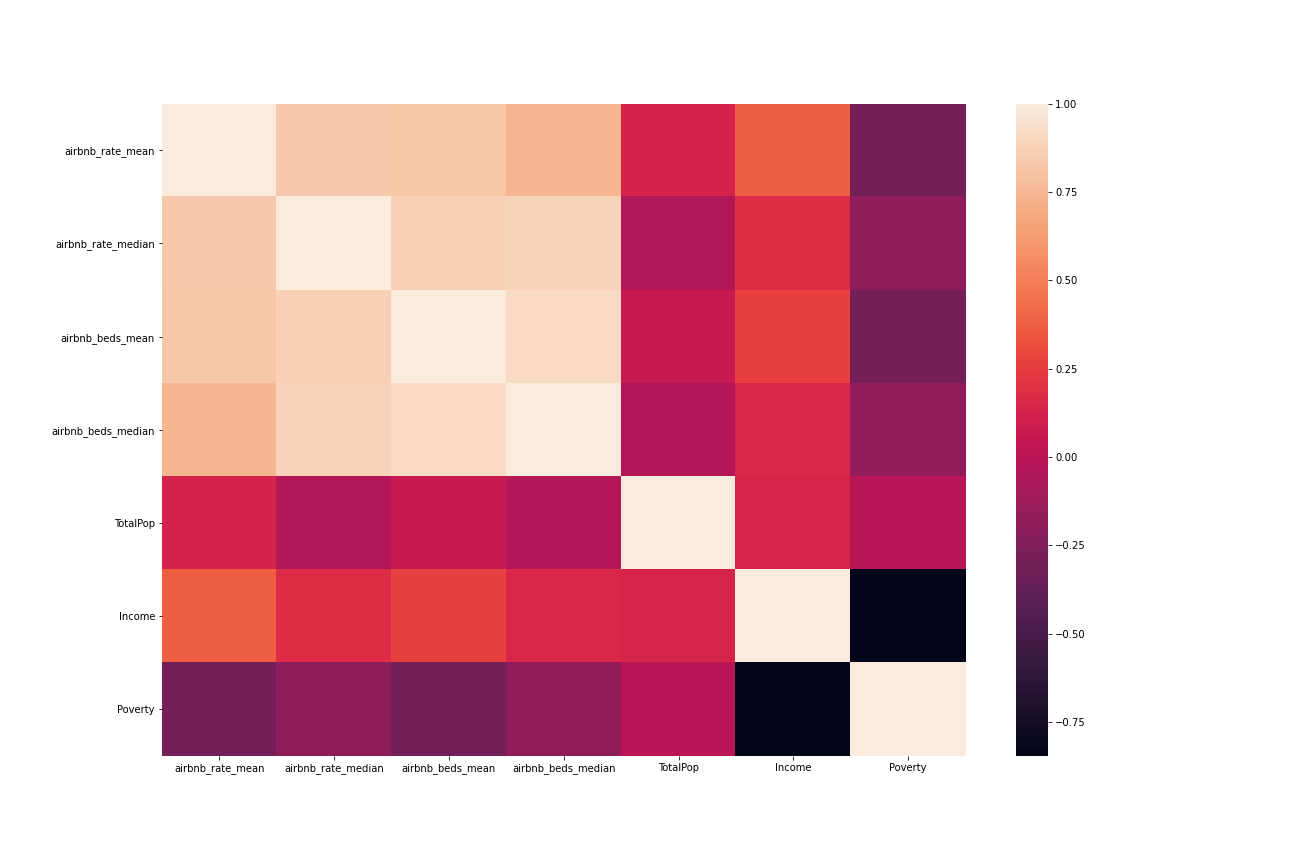 airbnb_rate_mean
airbnb_rate_median
airbnb_beds_mean
airbnb_beds_median
TotalPop
Income
Poverty
airbnb_rate_mean airbnb_rate_median airbnb_beds_mean airbnb_beds_median TotalPop Income Poverty
1.00
0.75
0.50
0.25
0.00
−0.25
−0.50
−0.75